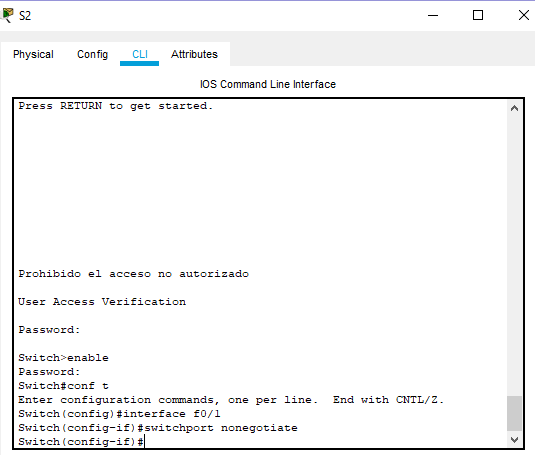 S2
Physical Config CLI Attributes
IOS Command Line Interface
Press RETURN to get started.
Prohibido el acceso no autorizado
User Access Verification
Password:
Switch>enable
Password:
Switch#conf t
Enter configuration commands, one per line.  End with CNTL/Z.
Switch(config)#interface f0/1
Switch(config-if)#switchport nonegotiate
Switch(config-if)#